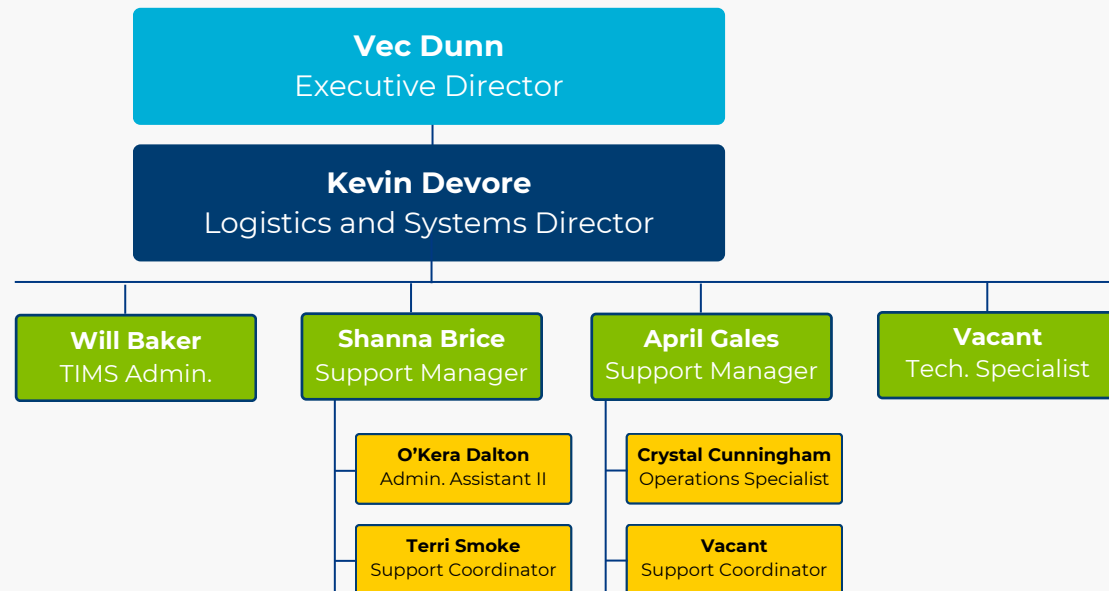 Vec Dunn
Executive Director
Kevin Devore
Logistics and Systems Director
Will Baker
TIMS Admin.
Shanna Brice
Support Manager
April Gales
Support Manager
Vacant
Tech. Specialist
O’Kera Dalton
Admin. Assistant II
Crystal Cunningham
Operations Specialist
Terri Smoke
Support Coordinator
Vacant
Support Coordinator